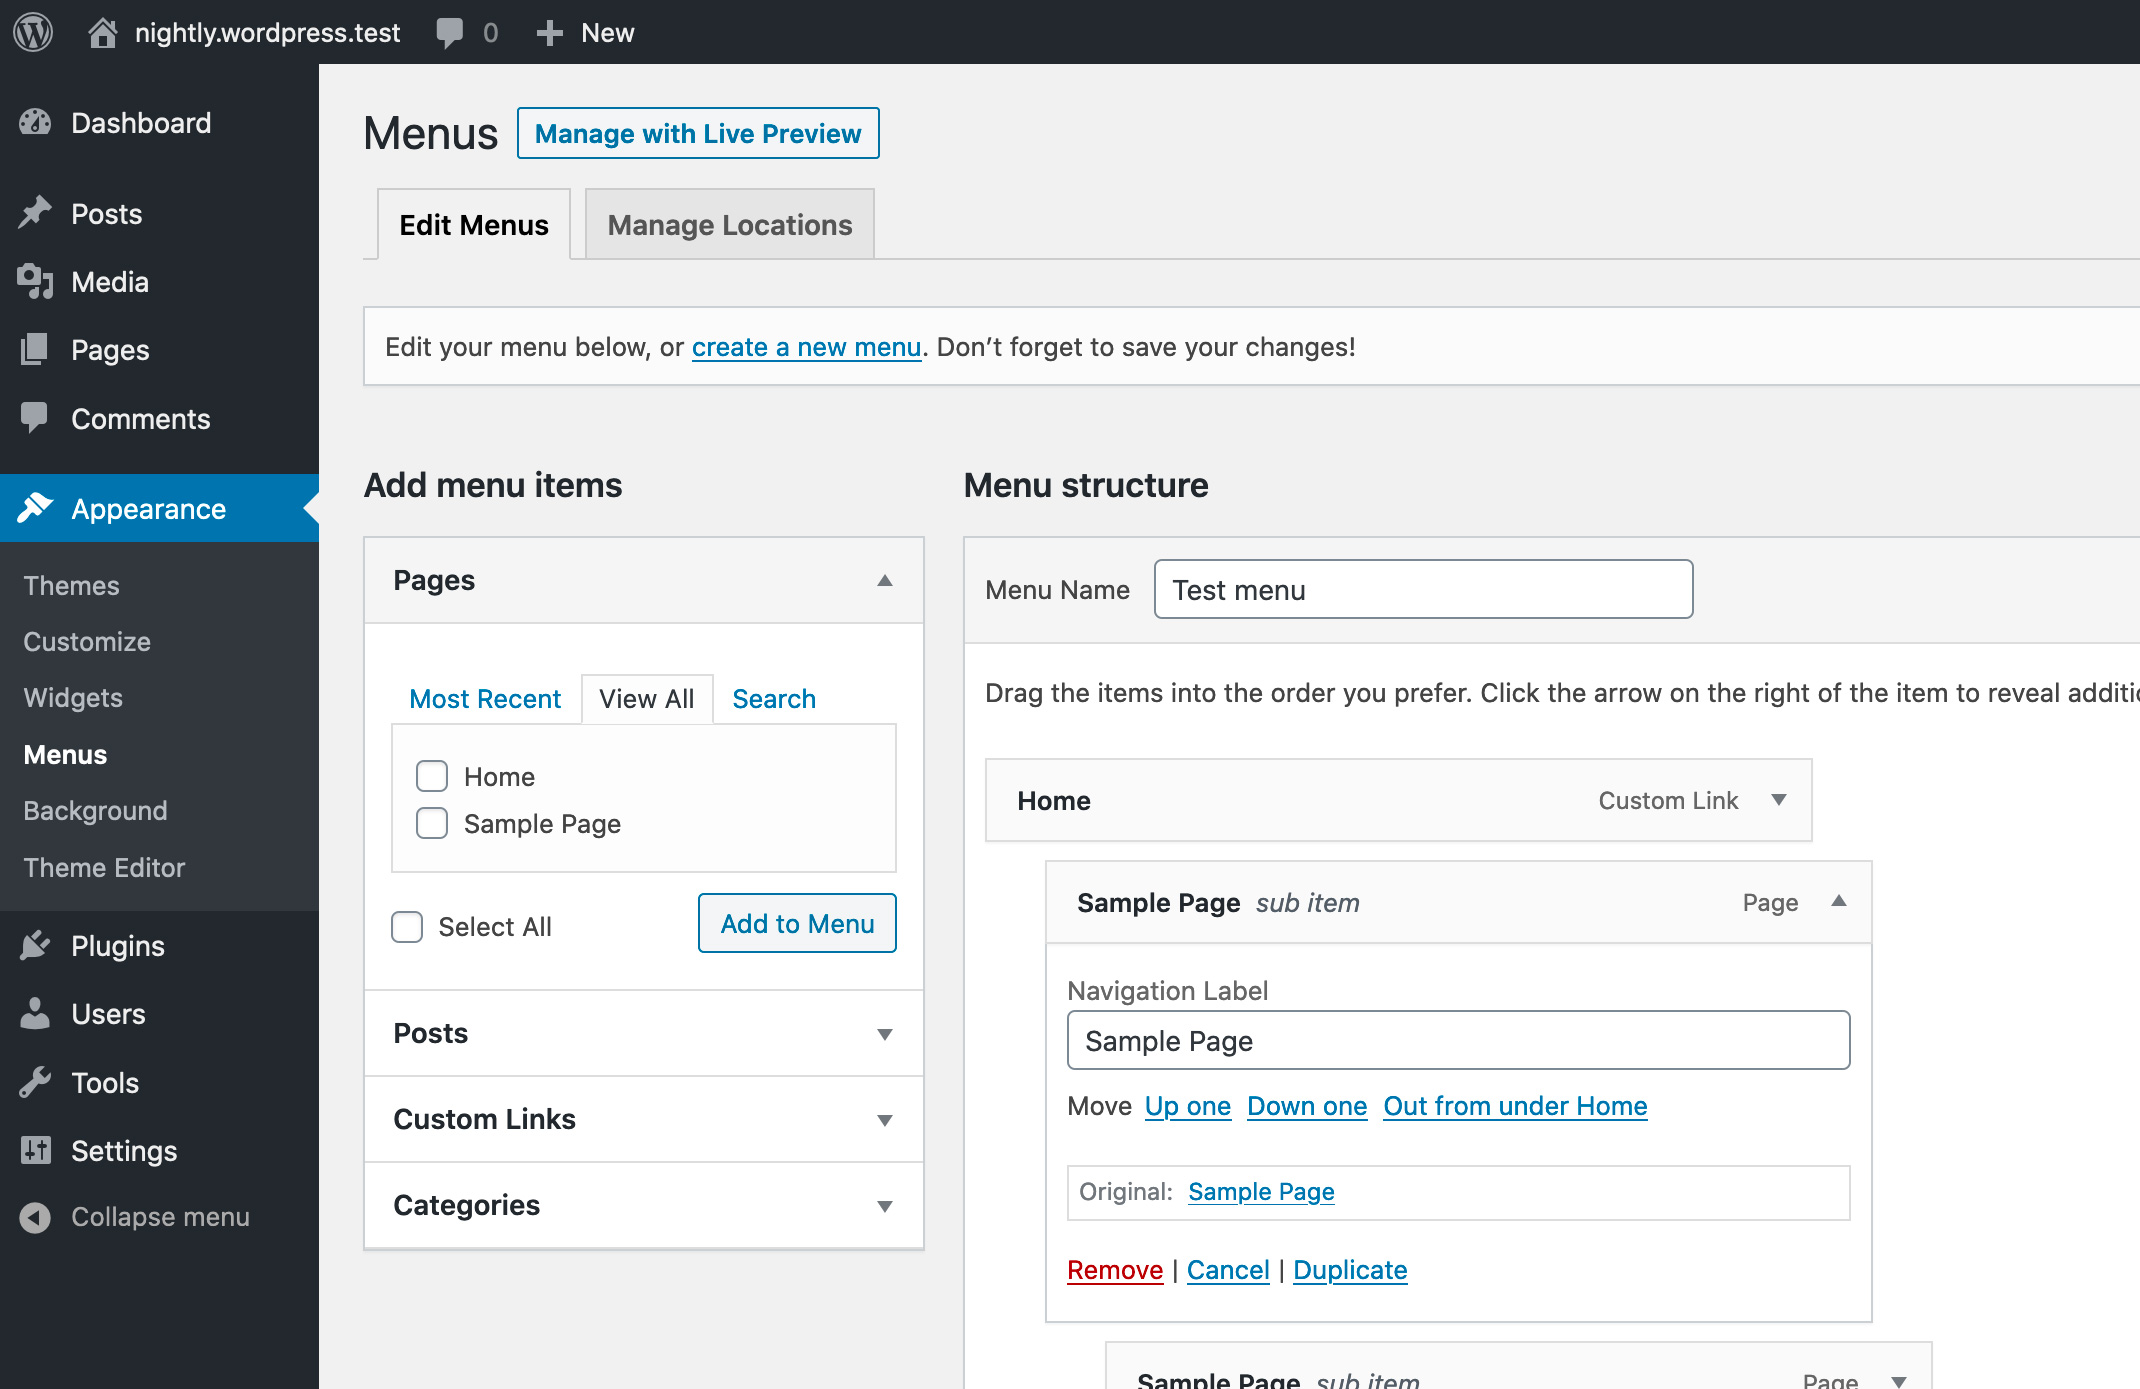 nightly.wordpress.test 0 New
Dashboard
Posts
Media
Pages
Comments
Appearance
Themes
Customize
Widgets
Menus
Background
Theme Editor
Plugins
Users
Tools
Settings
Collapse menu
Menus Manage with Live Preview
Edit Menus Manage Locations
Edit your menu below, or create a new menu. Don’t forget to save your changes!
Add menu items
Pages
Most Recent View All Search
Home
Sample Page
Select All Add to Menu
Posts
Custom Links
Categories
Menu structure
Menu Name Test menu
Drag the items into the order you prefer. Click the arrow on the right of the item to reveal
Home Custom Link
Sample Page sub item Page
Navigation Label
Sample Page
Move Up one Down one Out from under Home
Original: Sample Page
Remove | Cancel | Duplicate
Sample Page sub item Page